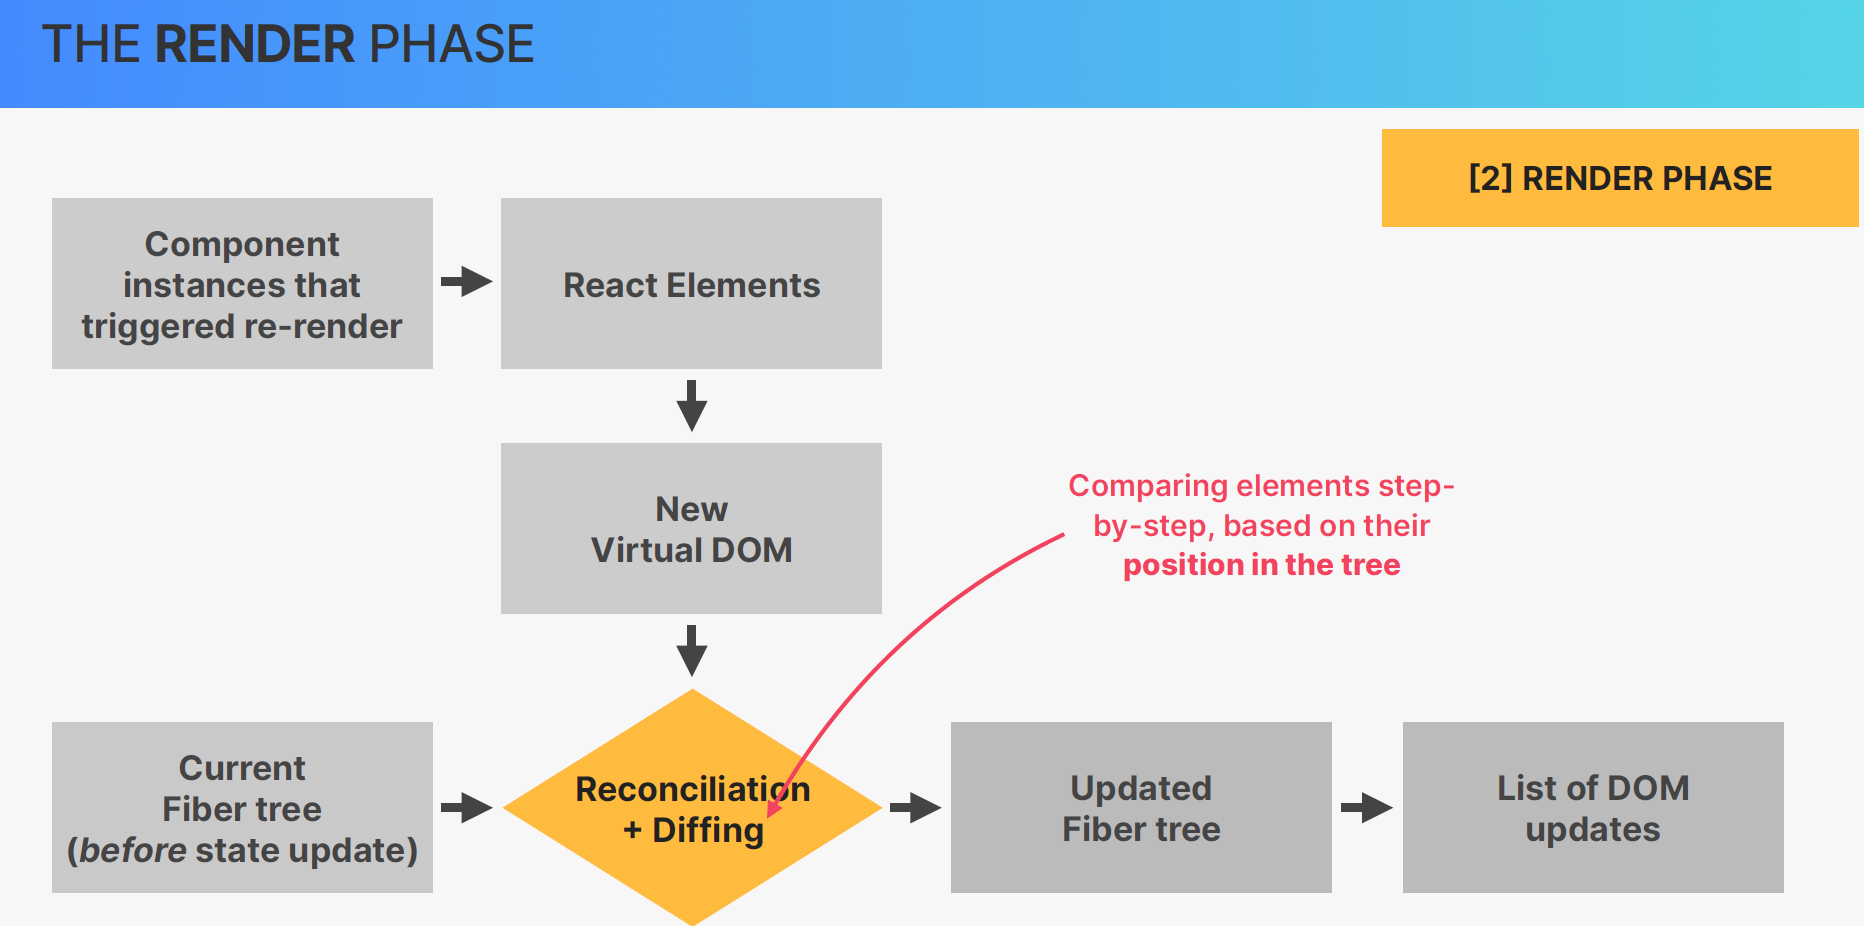 THE RENDER PHASE
[2] RENDER PHASE
Component
instances that
triggered re-render
React Elements
New
Virtual DOM
Comparing elements step-
by-step, based on their
position in the tree
Current
Fiber tree
(before state update)
Reconciliation
+ Diffing
Updated
Fiber tree
List of DOM
updates